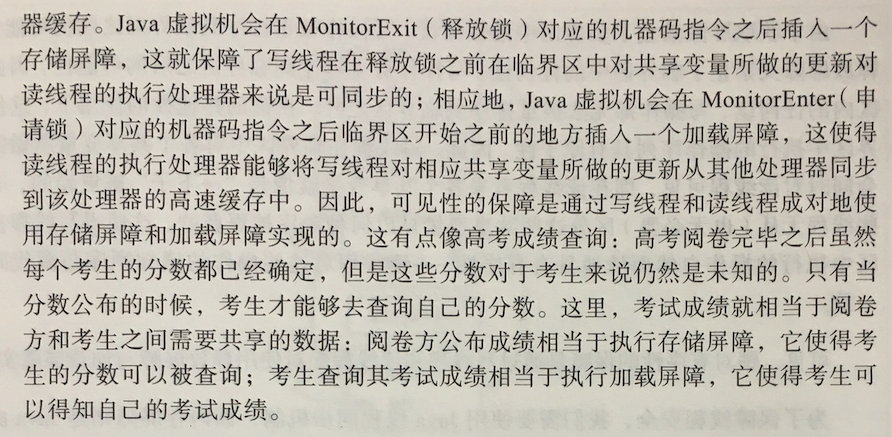 器缓存。Java 虚拟机会在 MonitorExit（释放锁）对应的机器码指令之后插入一个
存储屏障，这就保障了写线程在释放锁之前在临界区中对共享变量所做的更新对
读线程的执行处理器来说是可同步的；相应地，Java 虚拟机会在 MonitorEnter（申
请锁）对应的机器码指令之后临界区开始之前的地方插入一个加载屏障，这使得
读线程的执行处理器能够将写线程对相应共享变量所做的更新从其他处理器同步
到该处理器的高速缓存中。因此，可见性的保障是通过写线程和读线程成对地使
用存储屏障和加载屏障实现的。这有点像高考成绩查询：高考阅卷完毕之后虽然
每个考生的分数都已经确定，但是这些分数对于考生来说仍然是未知的。只有当
分数公布的时候，考生才能够去查询自己的分数。这里，考试成绩就相当于阅卷
方和考生之间需要共享的数据：阅卷方公布成绩相当于执行存储屏障，它使得考
生的分数可以被查询；考生查询其考试成绩相当于执行加载屏障，它使得考生可
以得知自己的考试成绩。